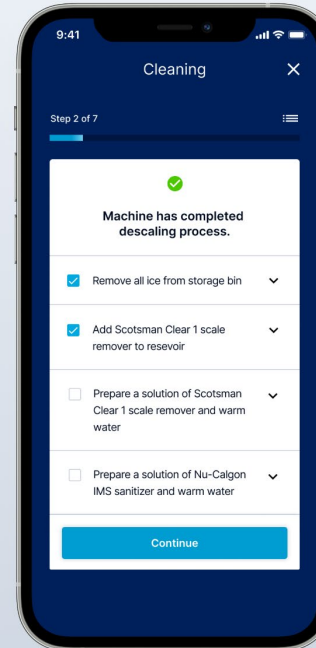 9:41
Cleaning
Step 2 of 7
Machine has completed
descaling process.
Remove all ice from storage bin
Add Scotsman Clear 1 scale
remover to resevoir
Prepare a solution of Scotsman
Clear 1 scale remover and warm
water
Prepare a solution of Nu-Calgon
IMS sanitizer and warm water
Continue